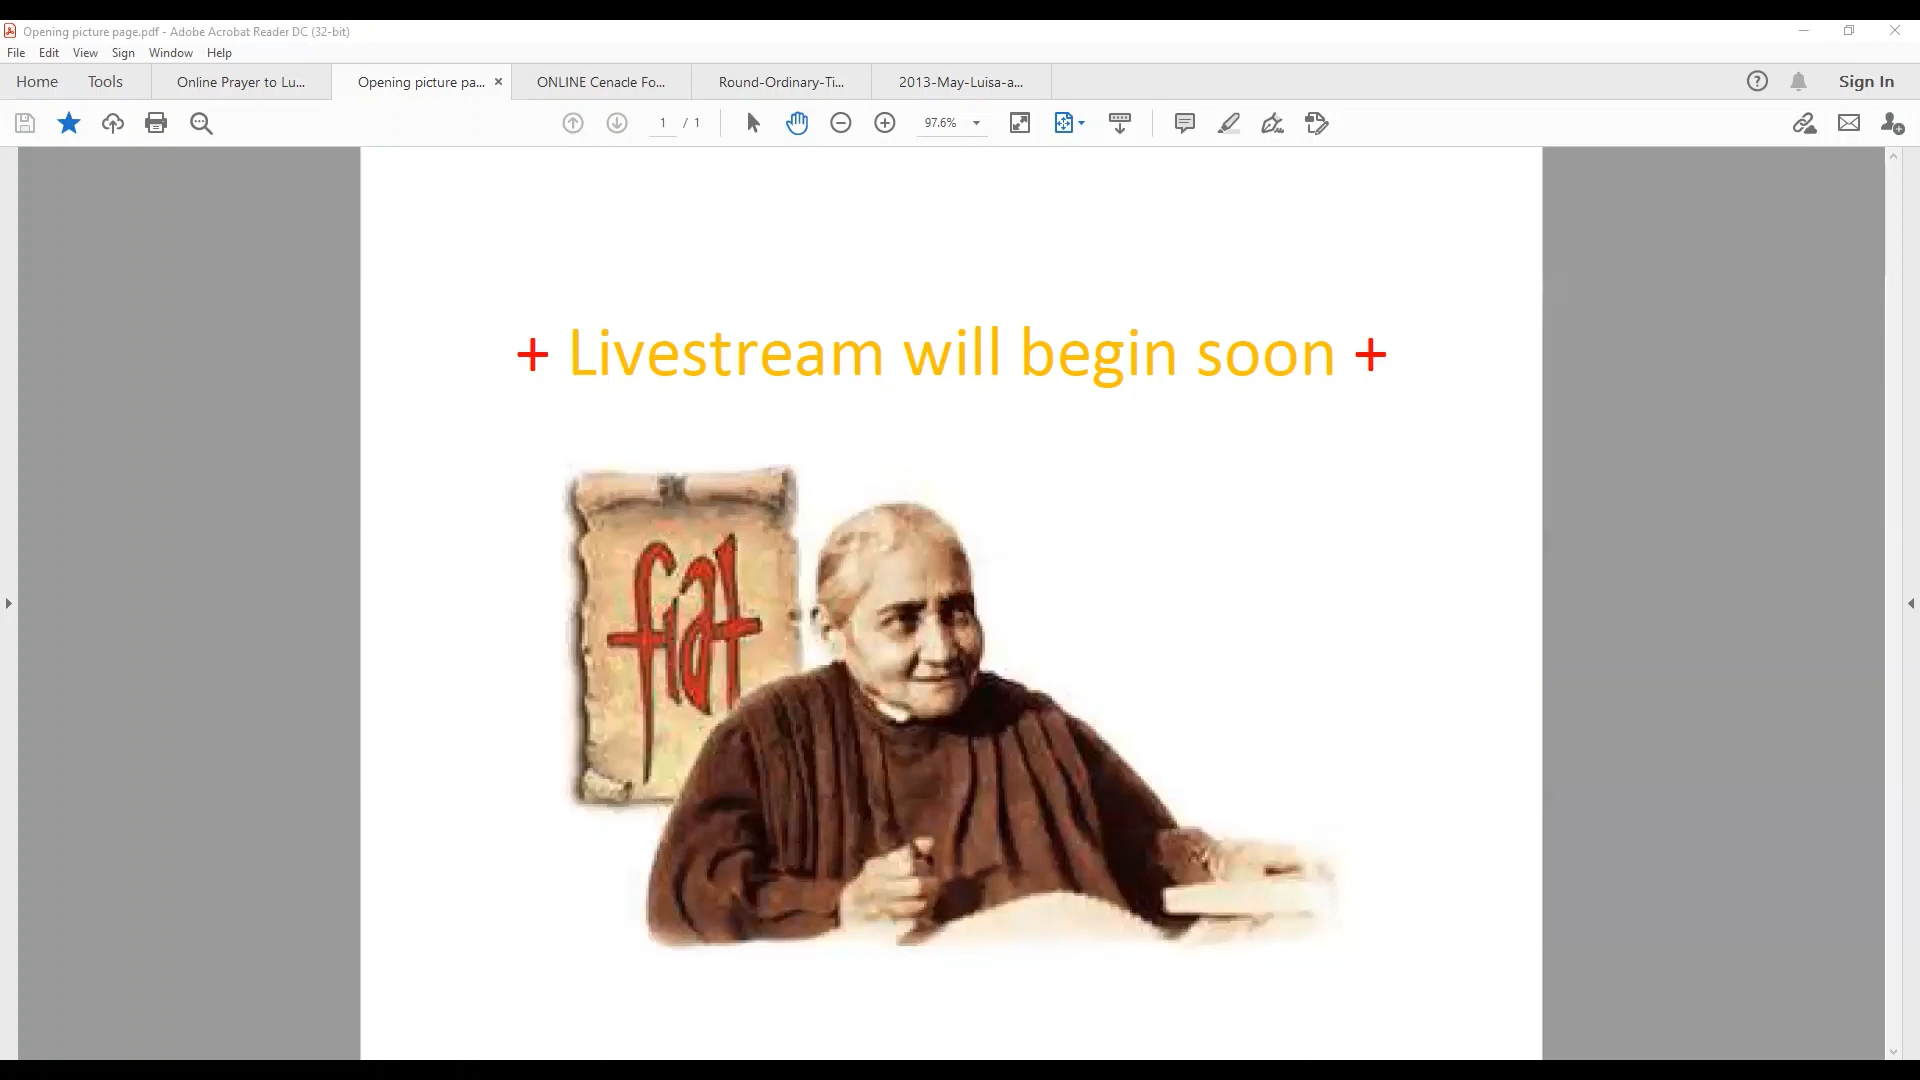 Opening picture page.pdf - Adobe Acrobat Reader DC (32-bit)
File Edit View Sign Window Help
Home Tools Online Prayer to Lu... Opening picture pa... ONLINE Cenacle Fo... Round-Ordinary-Ti... 2013-May-Luisa-a... Sign In
1 / 1 97.6%
+ Livestream will begin soon +
fiat